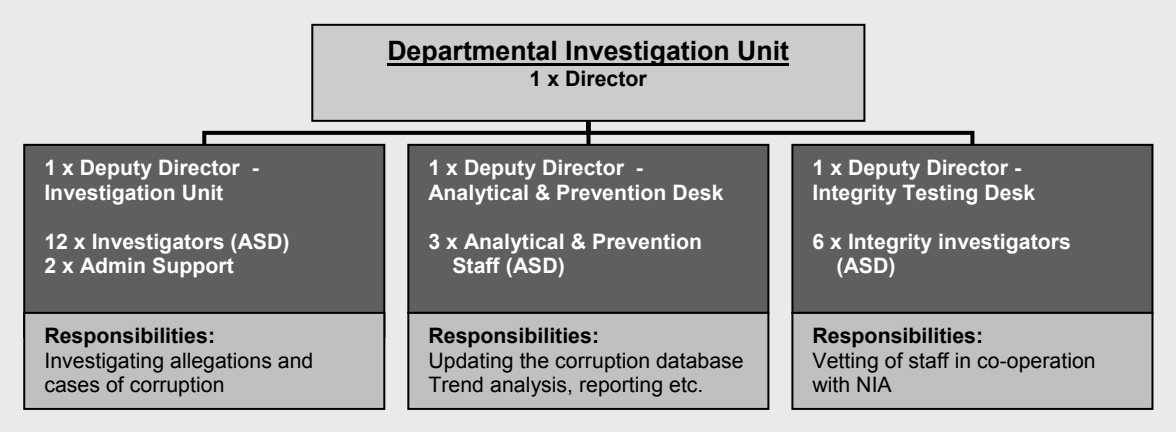 Departmental Investigation Unit
1 x Director
1 x Deputy Director -
Investigation Unit
12 x Investigators (ASD)
2 x Admin Support
Responsibilities:
Investigating allegations and
cases of corruption
1 x Deputy Director -
Analytical & Prevention Desk
3 x Analytical & Prevention
Staff (ASD)
Responsibilities:
Updating the corruption database
Trend analysis, reporting etc.
1 x Deputy Director -
Integrity Testing Desk
6 x Integrity investigators
(ASD)
Responsibilities:
Vetting of staff in co-operation
with NIA